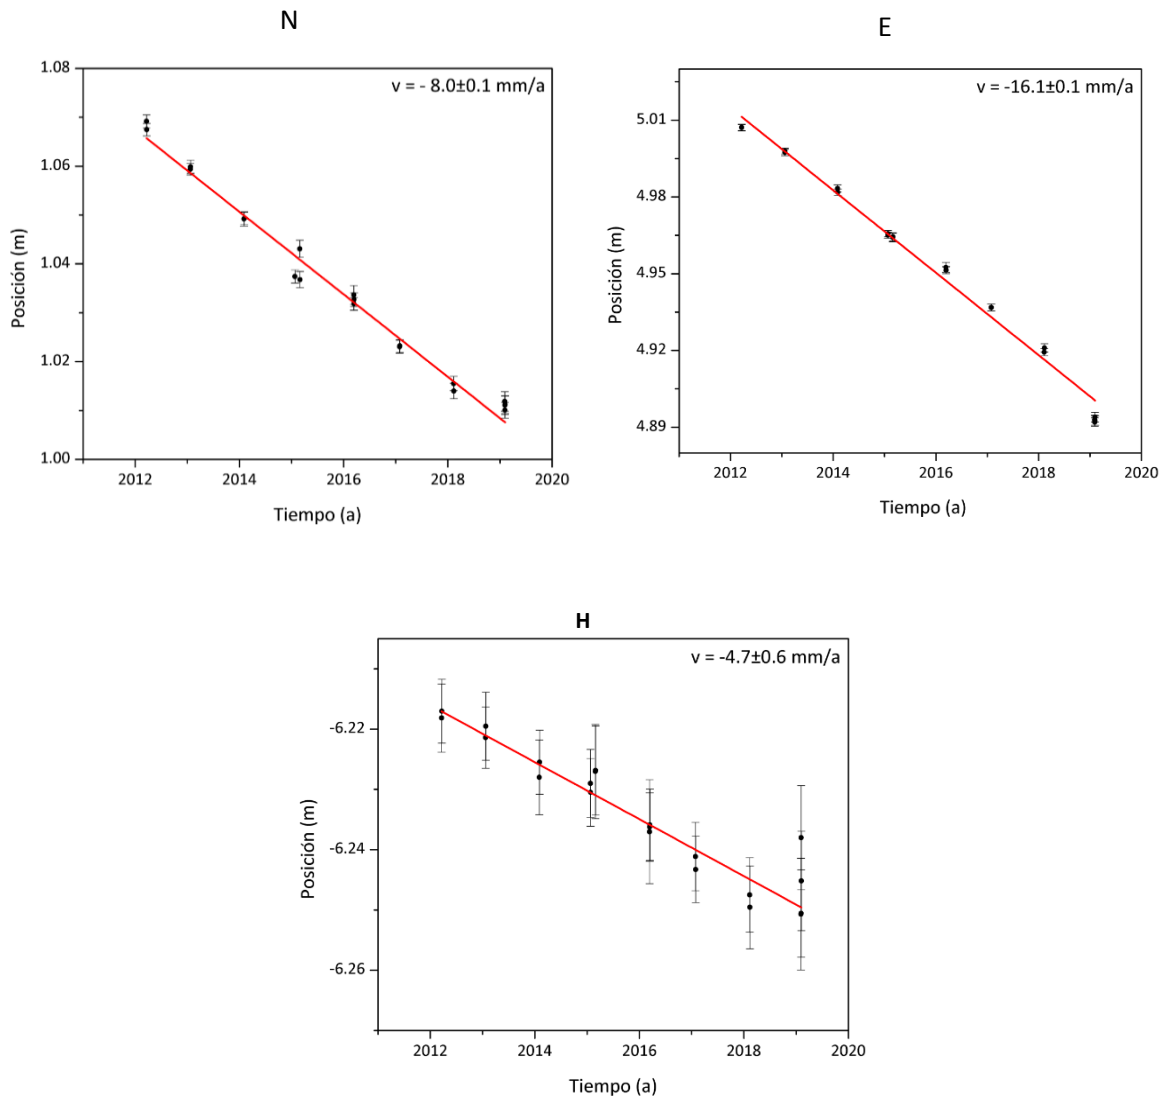 N
v = - 8.0±0.1 mm/a
1.08
1.06
1.04
1.02
1.00
Posición (m)
2012 2014 2016 2018 2020
Tiempo (a)
E
v = -16.1±0.1 mm/a
5.01
4.98
4.95
4.92
4.89
Posición (m)
2012 2014 2016 2018 2020
Tiempo (a)
H
v = -4.7±0.6 mm/a
-6.22
-6.24
-6.26
Posición (m)
2012 2014 2016 2018 2020
Tiempo (a)